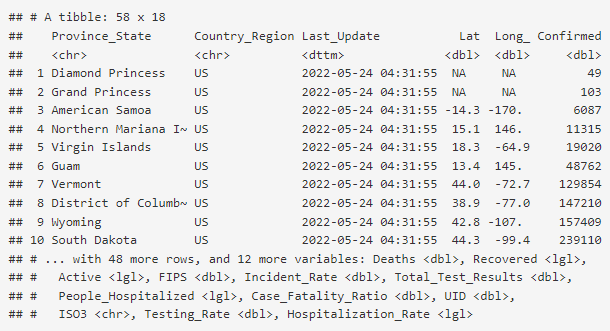 ## # A tibble: 58 x 18
##    Province_State     Country_Region Last_Update           Lat  Long_ Confirmed
##    <chr>              <chr>          <dttm>              <dbl>  <dbl>     <dbl>
##  1 Diamond Princess   US             2022-05-24 04:31:55  NA     NA          49
##  2 Grand Princess     US             2022-05-24 04:31:55  NA     NA         103
##  3 American Samoa     US             2022-05-24 04:31:55 -14.3 -170.       6087
##  4 Northern Mariana I~ US             2022-05-24 04:31:55  15.1  146.      11315
##  5 Virgin Islands     US             2022-05-24 04:31:55  18.3  -64.9     19020
##  6 Guam               US             2022-05-24 04:31:55  13.4  145.      48762
##  7 Vermont            US             2022-05-24 04:31:55  44.0  -72.7    129854
##  8 District of Columb~ US             2022-05-24 04:31:55  38.9  -77.0    147210
##  9 Wyoming            US             2022-05-24 04:31:55  42.8 -107.     157409
## 10 South Dakota       US             2022-05-24 04:31:55  44.3  -99.4    239110
## # ... with 48 more rows, and 12 more variables: Deaths <dbl>, Recovered <lgl>,
## #   Active <lgl>, FIPS <dbl>, Incident_Rate <dbl>, Total_Test_Results <dbl>,
## #   People_Hospitalized <lgl>, Case_Fatality_Ratio <dbl>, UID <dbl>,
## #   ISO3 <chr>, Testing_Rate <dbl>, Hospitalization_Rate <lgl>